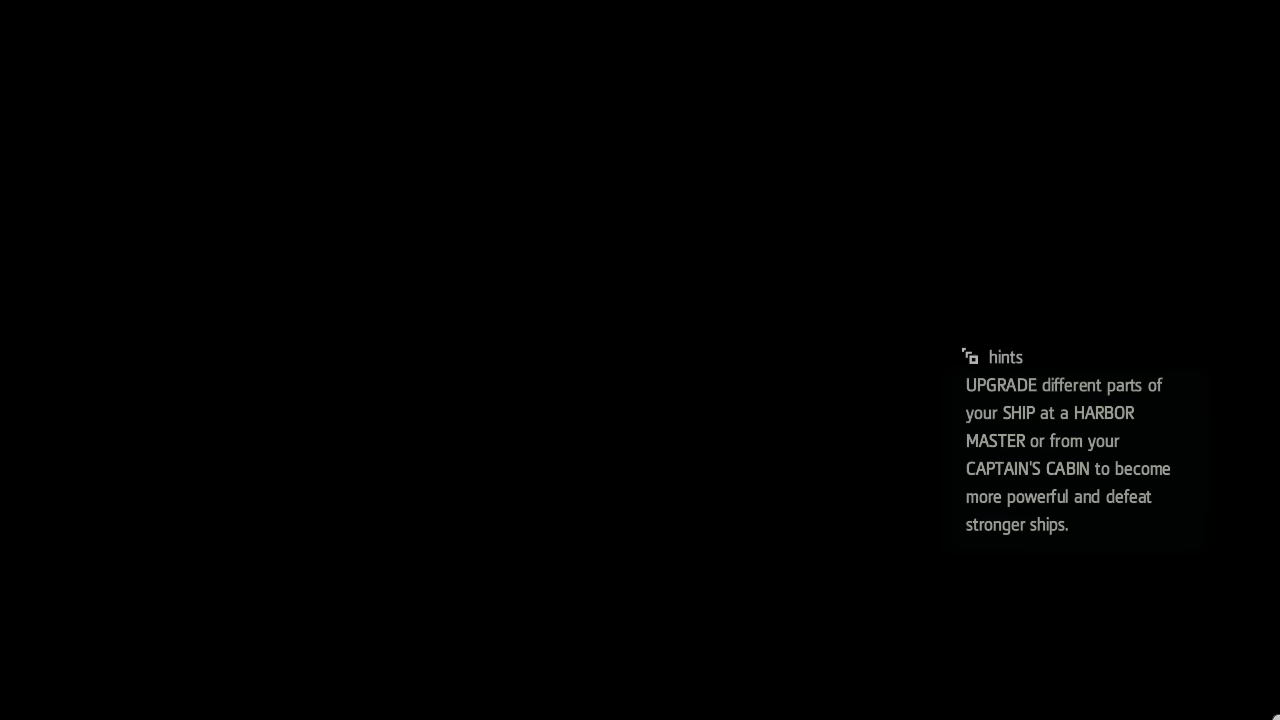 hints
UPGRADE different parts of
your SHIP at a HARBOR
MASTER or from your
CAPTAIN'S CABIN to become
more powerful and defeat
stronger ships.